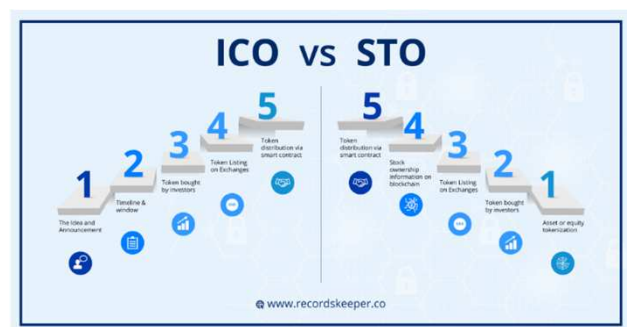 ICO vs STO
1
The Idea and
Announcement
2
Timeline &
window
3
Token bought
by investors
4
Token Listing
on Exchanges
5
Token
distribution via
smart contract
5
Token
distribution via
smart contract
4
Stock
ownership
information on
blockchain
3
Token Listing
on Exchanges
2
Token bought
by investors
1
Asset or equity
tokenization
www.recordskeeper.co